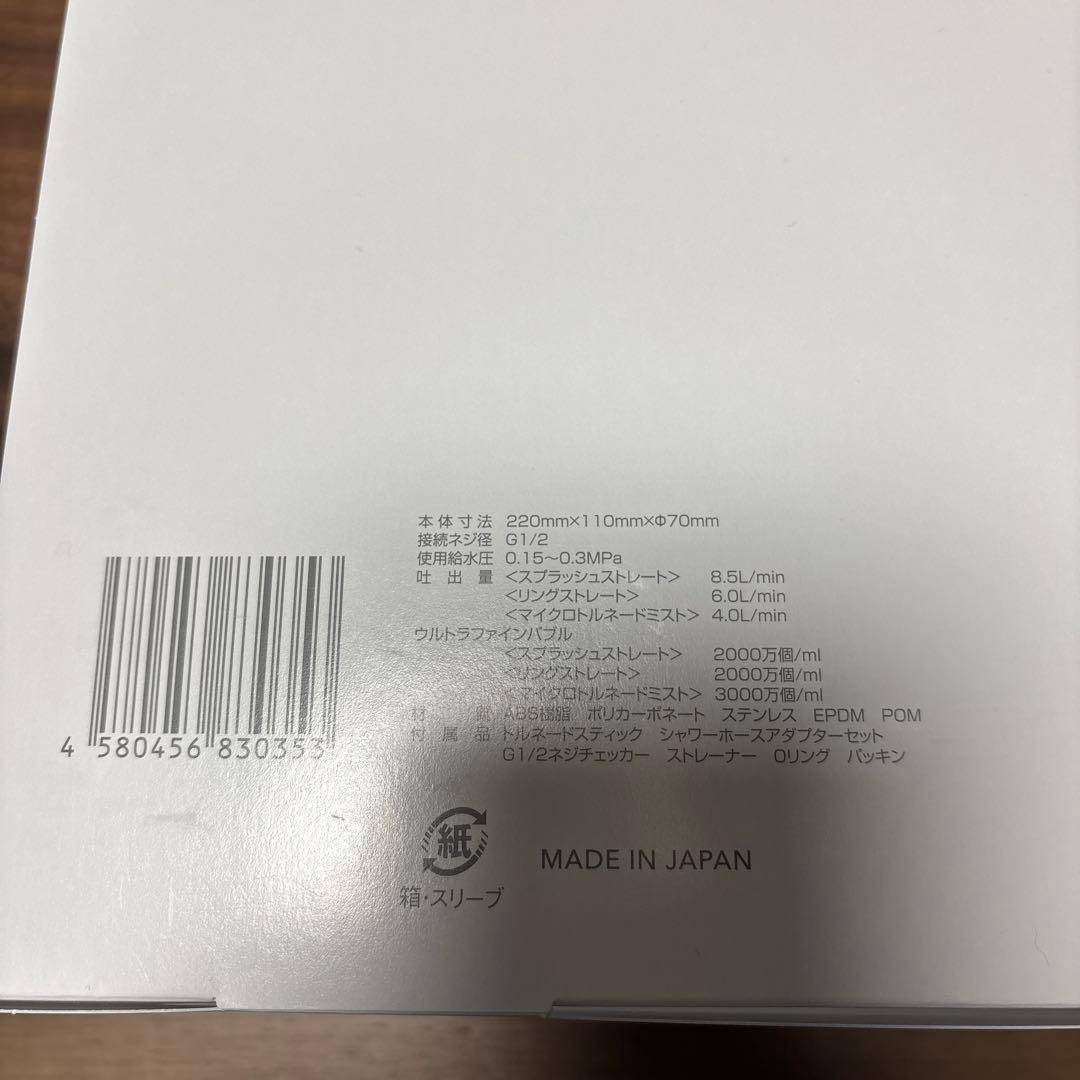 本体寸法 220mm×110mm×Φ70mm
接続ネジ径 G1/2
使用給水圧 0.15〜0.3MPa
吐出量 <スプラッシュストレート> 8.5L/min
<リングストレート> 6.0L/min
<マイクロトルネードミスト> 4.0L/min
ウルトラファインバブル
<スプラッシュストレート> 2000万個/ml
<リングストレート> 2000万個/ml
<マイクロトルネードミスト> 3000万個/ml
材質 ABS樹脂 ポリカーボネート ステンレス EPDM POM
付属品 トルネードスティック シャワーホースアダプターセット
G1/2ネジチェッカー ストレーナー Oリング パッキン
4 580456 830353
紙
箱・スリーブ
MADE IN JAPAN